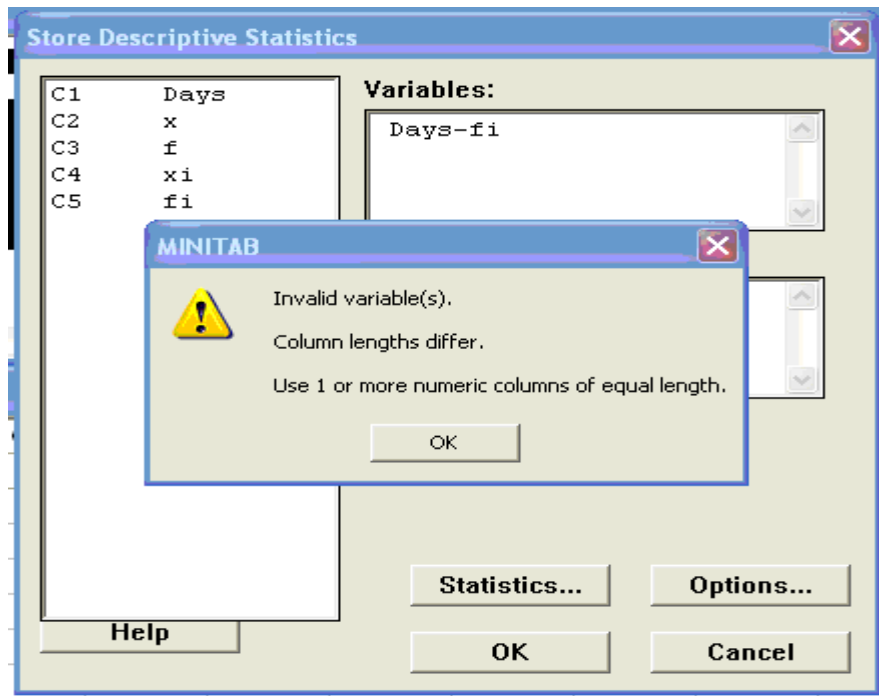 Store Descriptive Statistics
C1 Days
C2 x
C3 f
C4 xi
C5 fi
Variables:
Days-fi
MINITAB
Invalid variable(s).
Column lengths differ.
Use 1 or more numeric columns of equal length.
OK
Statistics...
Options...
Help
OK
Cancel